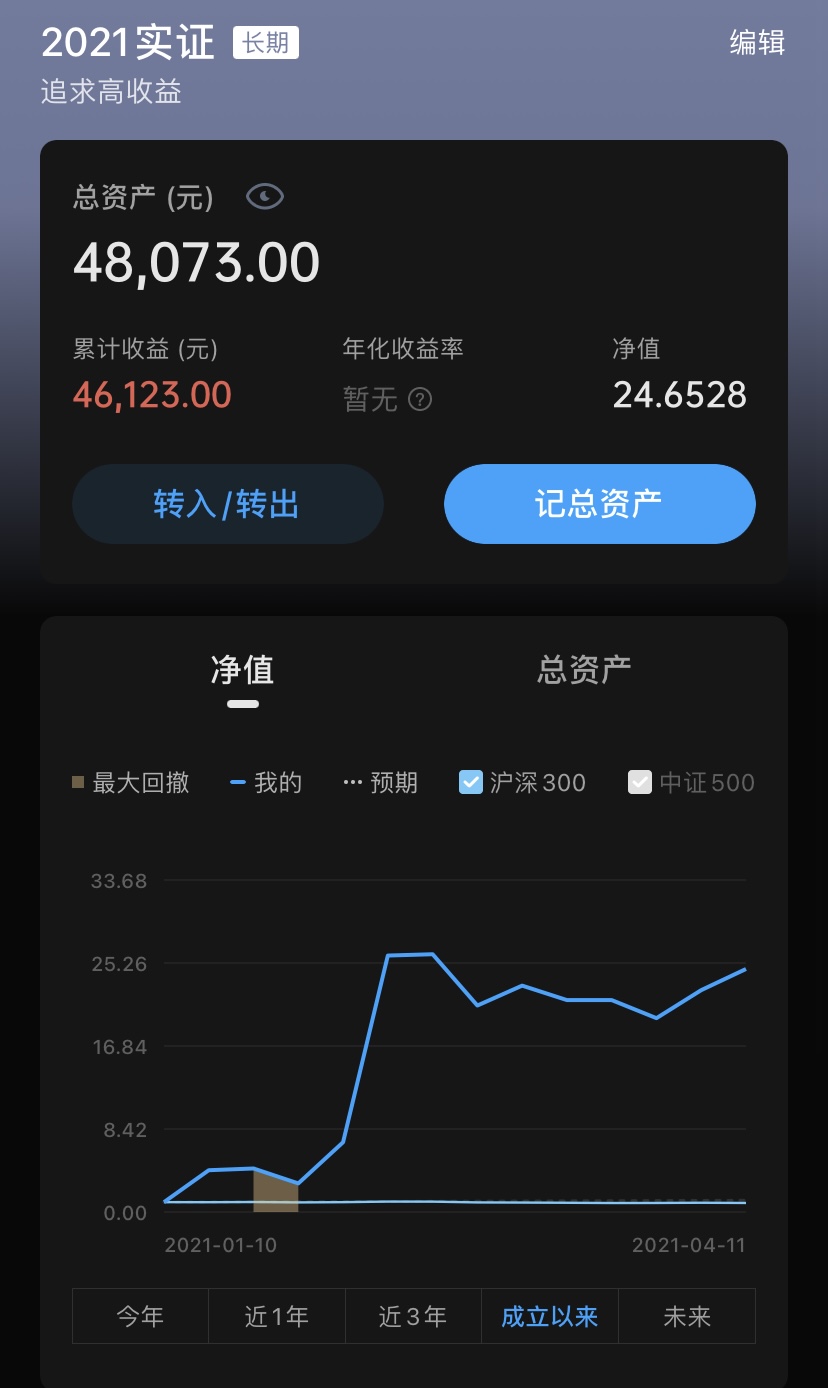 2021实证 长期 编辑
追求高收益
总资产 (元)
48,073.00
累计收益 (元) 年化收益率 净值
46,123.00 暂无 ? 24.6528
转入/转出 记总资产
净值 总资产
最大回撤 我的 预期 沪深300 中证500
33.68
25.26
16.84
8.42
0.00
2021-01-10 2021-04-11
今年 近1年 近3年 成立以来 未来